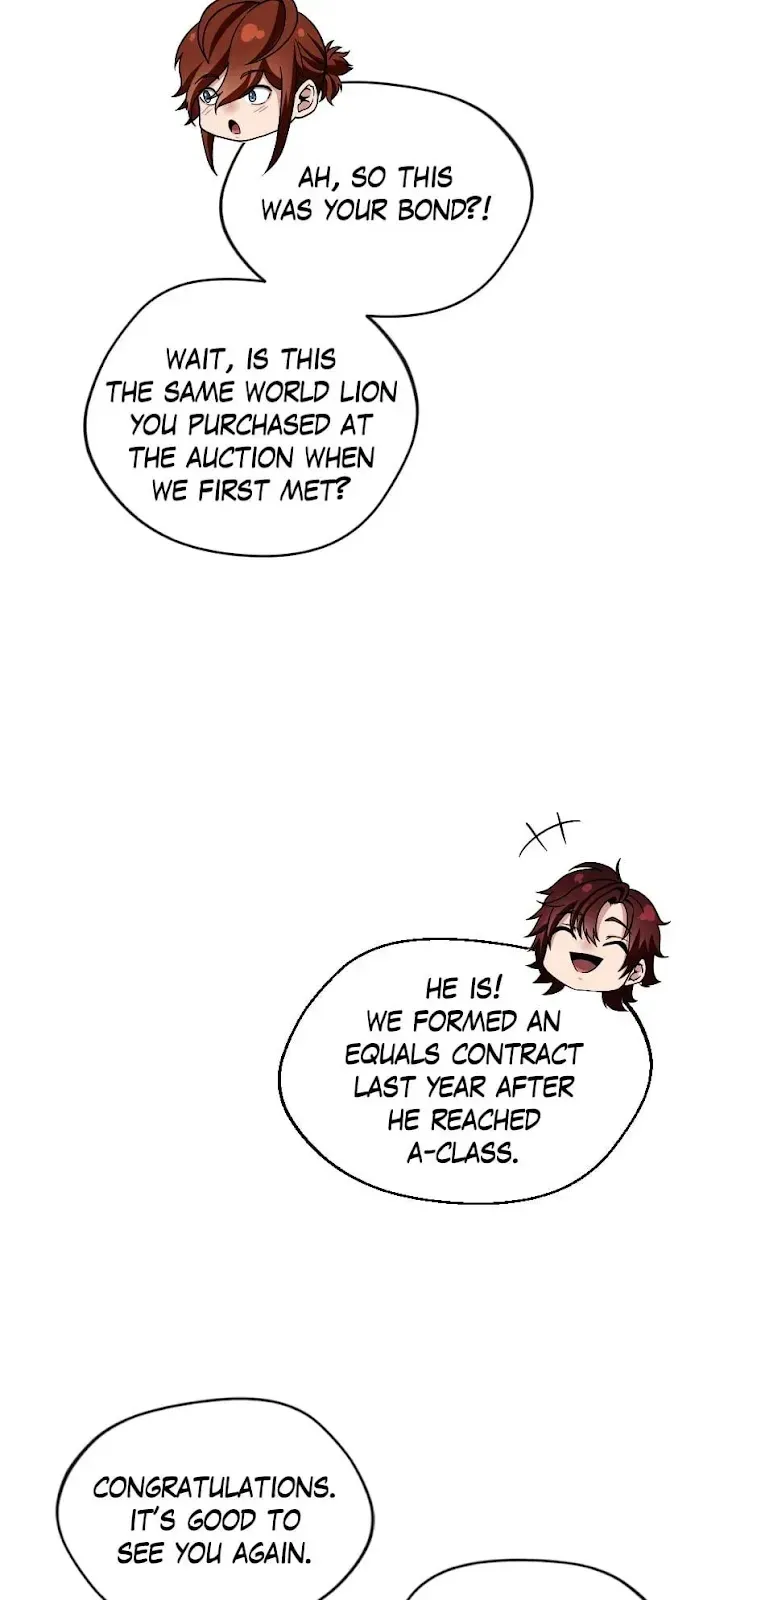 AH, SO THIS
WAS YOUR BOND?!
WAIT, IS THIS
THE SAME WORLD LION
YOU PURCHASED AT
THE AUCTION WHEN
WE FIRST MET?
HE IS!
WE FORMED AN
EQUALS CONTRACT
LAST YEAR AFTER
HE REACHED
A-CLASS.
CONGRATULATIONS.
IT'S GOOD TO
SEE YOU AGAIN.